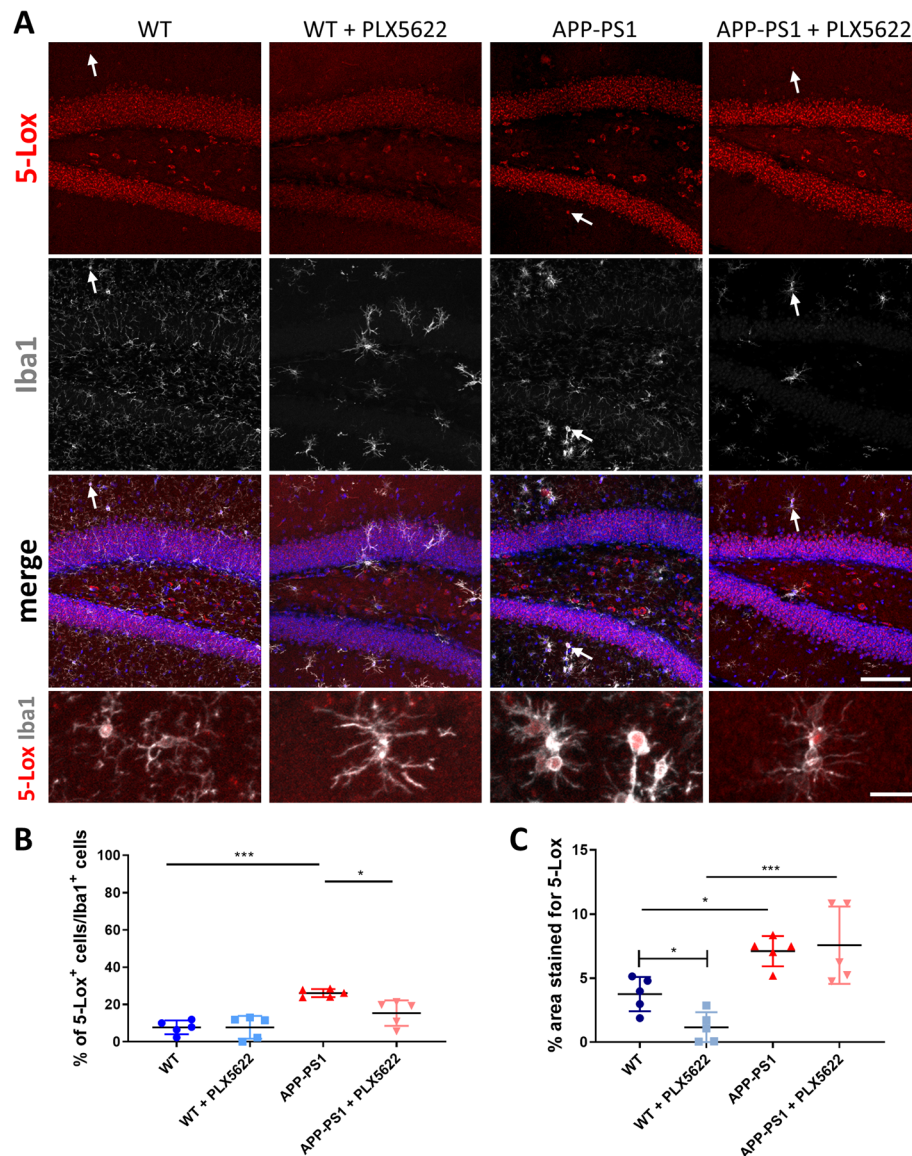 A
WT
WT + PLX5622
APP-PS1
APP-PS1 + PLX5622
5-Lox
Iba1
merge
5-Lox Iba1
B
% of 5-Lox+ cells/Iba1+ cells
100
80
60
40
20
0
***
*
WT
WT + PLX5622
APP-PS1
APP-PS1 + PLX5622
C
% area stained for 5-Lox
15
10
5
0
***
*
*
WT
WT + PLX5622
APP-PS1
APP-PS1 + PLX5622